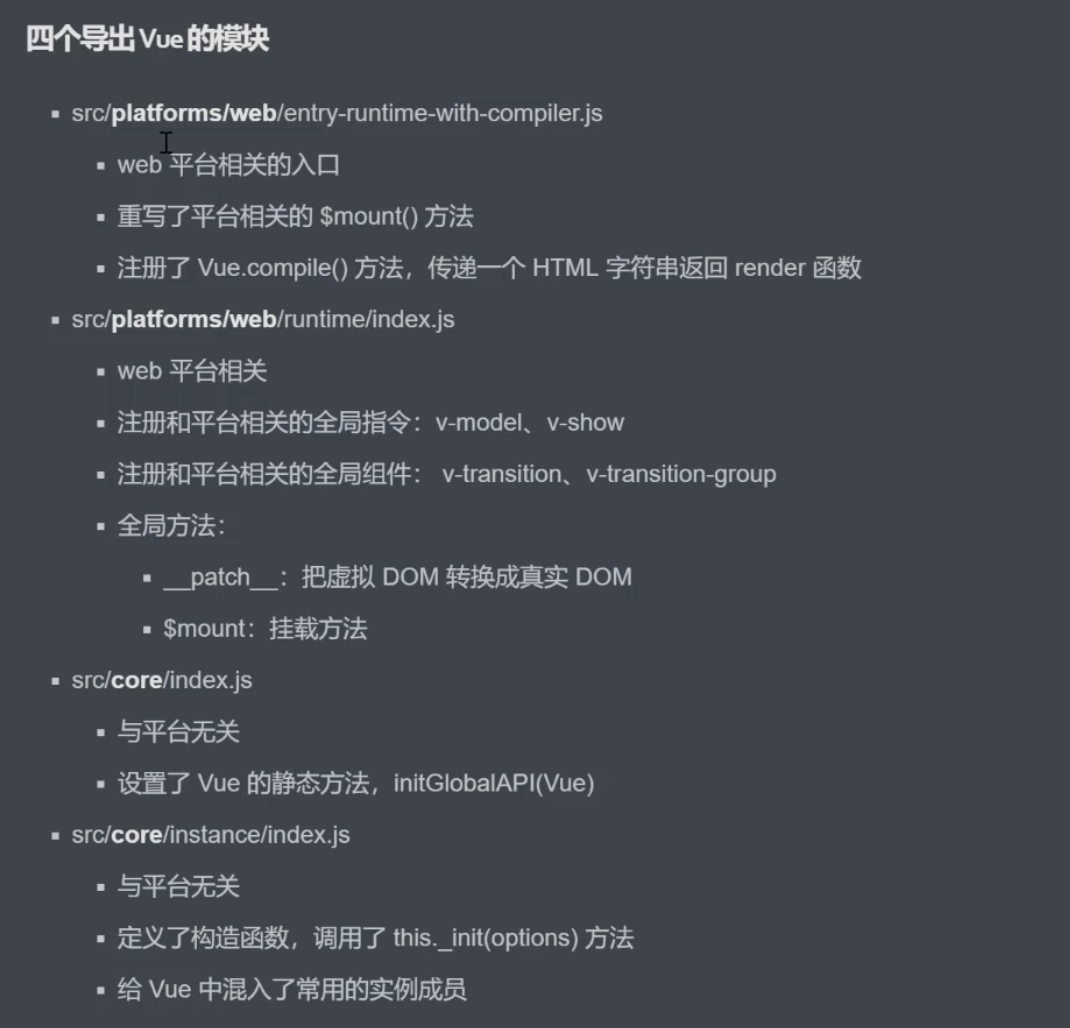 四个导出 Vue 的模块
src/platforms/web/entry-runtime-with-compiler.js
web 平台相关的入口
重写了平台相关的 $mount() 方法
注册了 Vue.compile() 方法，传递一个 HTML 字符串返回 render 函数
src/platforms/web/runtime/index.js
web 平台相关
注册和平台相关的全局指令：v-model、v-show
注册和平台相关的全局组件： v-transition、v-transition-group
全局方法：
__patch__：把虚拟 DOM 转换成真实 DOM
$mount：挂载方法
src/core/index.js
与平台无关
设置了 Vue 的静态方法，initGlobalAPI(Vue)
src/core/instance/index.js
与平台无关
定义了构造函数，调用了 this._init(options) 方法
给 Vue 中混入了常用的实例成员